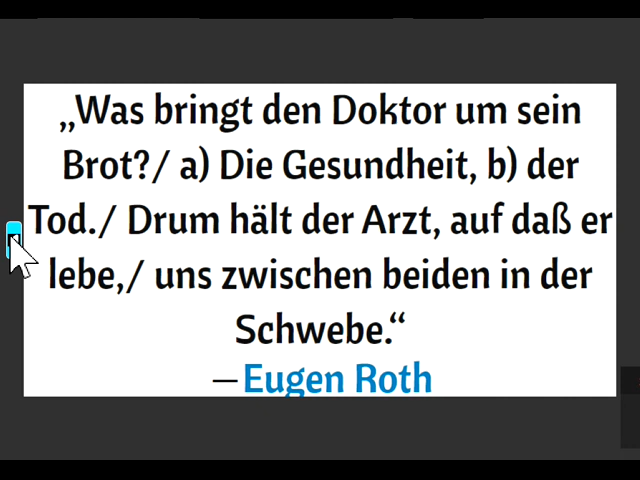 „Was bringt den Doktor um sein
Brot?/ a) Die Gesundheit, b) der
Tod./ Drum hält der Arzt, auf daß er
lebe,/ uns zwischen beiden in der
Schwebe.“
—Eugen Roth